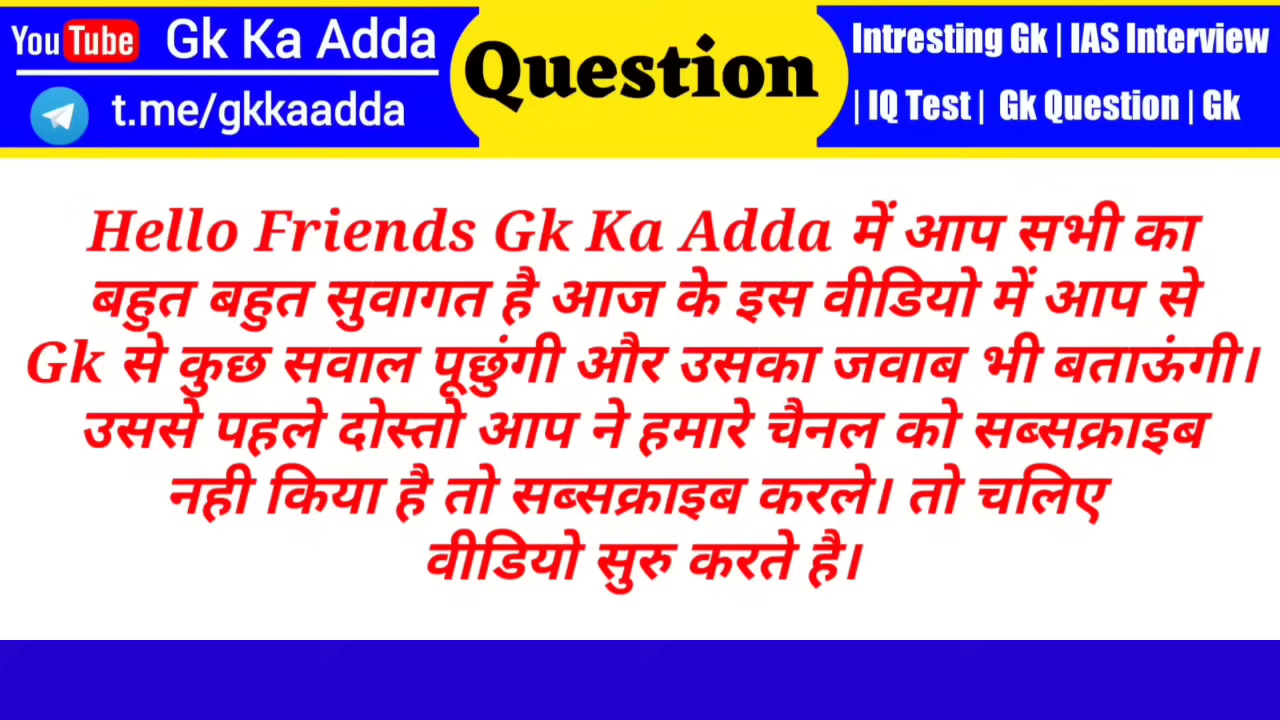 YouTube Gk Ka Adda
t.me/gkkaadda
Question
Intresting Gk | IAS Interview
| IQ Test | Gk Question | Gk
Hello Friends Gk Ka Adda में आप सभी का
बहुत बहुत सुवागत है आज के इस वीडियो में आप से
Gk से कुछ सवाल पूछुंगी और उसका जवाब भी बताऊंगी।
उससे पहले दोस्तो आप ने हमारे चैनल को सब्सक्राइब
नही किया है तो सब्सक्राइब करले। तो चलिए
वीडियो सुरु करते है।